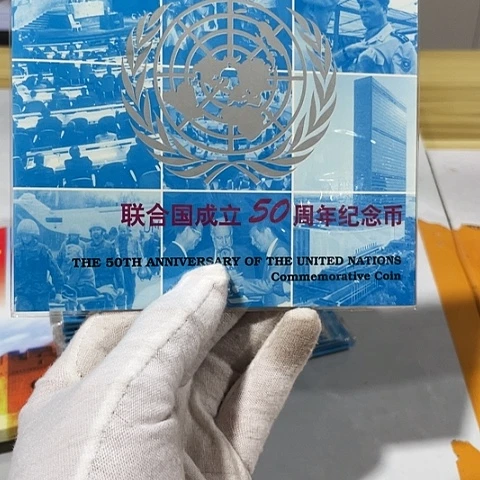 联合国成立50周年纪念币
THE 50TH ANNIVERSARY OF THE UNITED NATIONS
Commemorative Coin